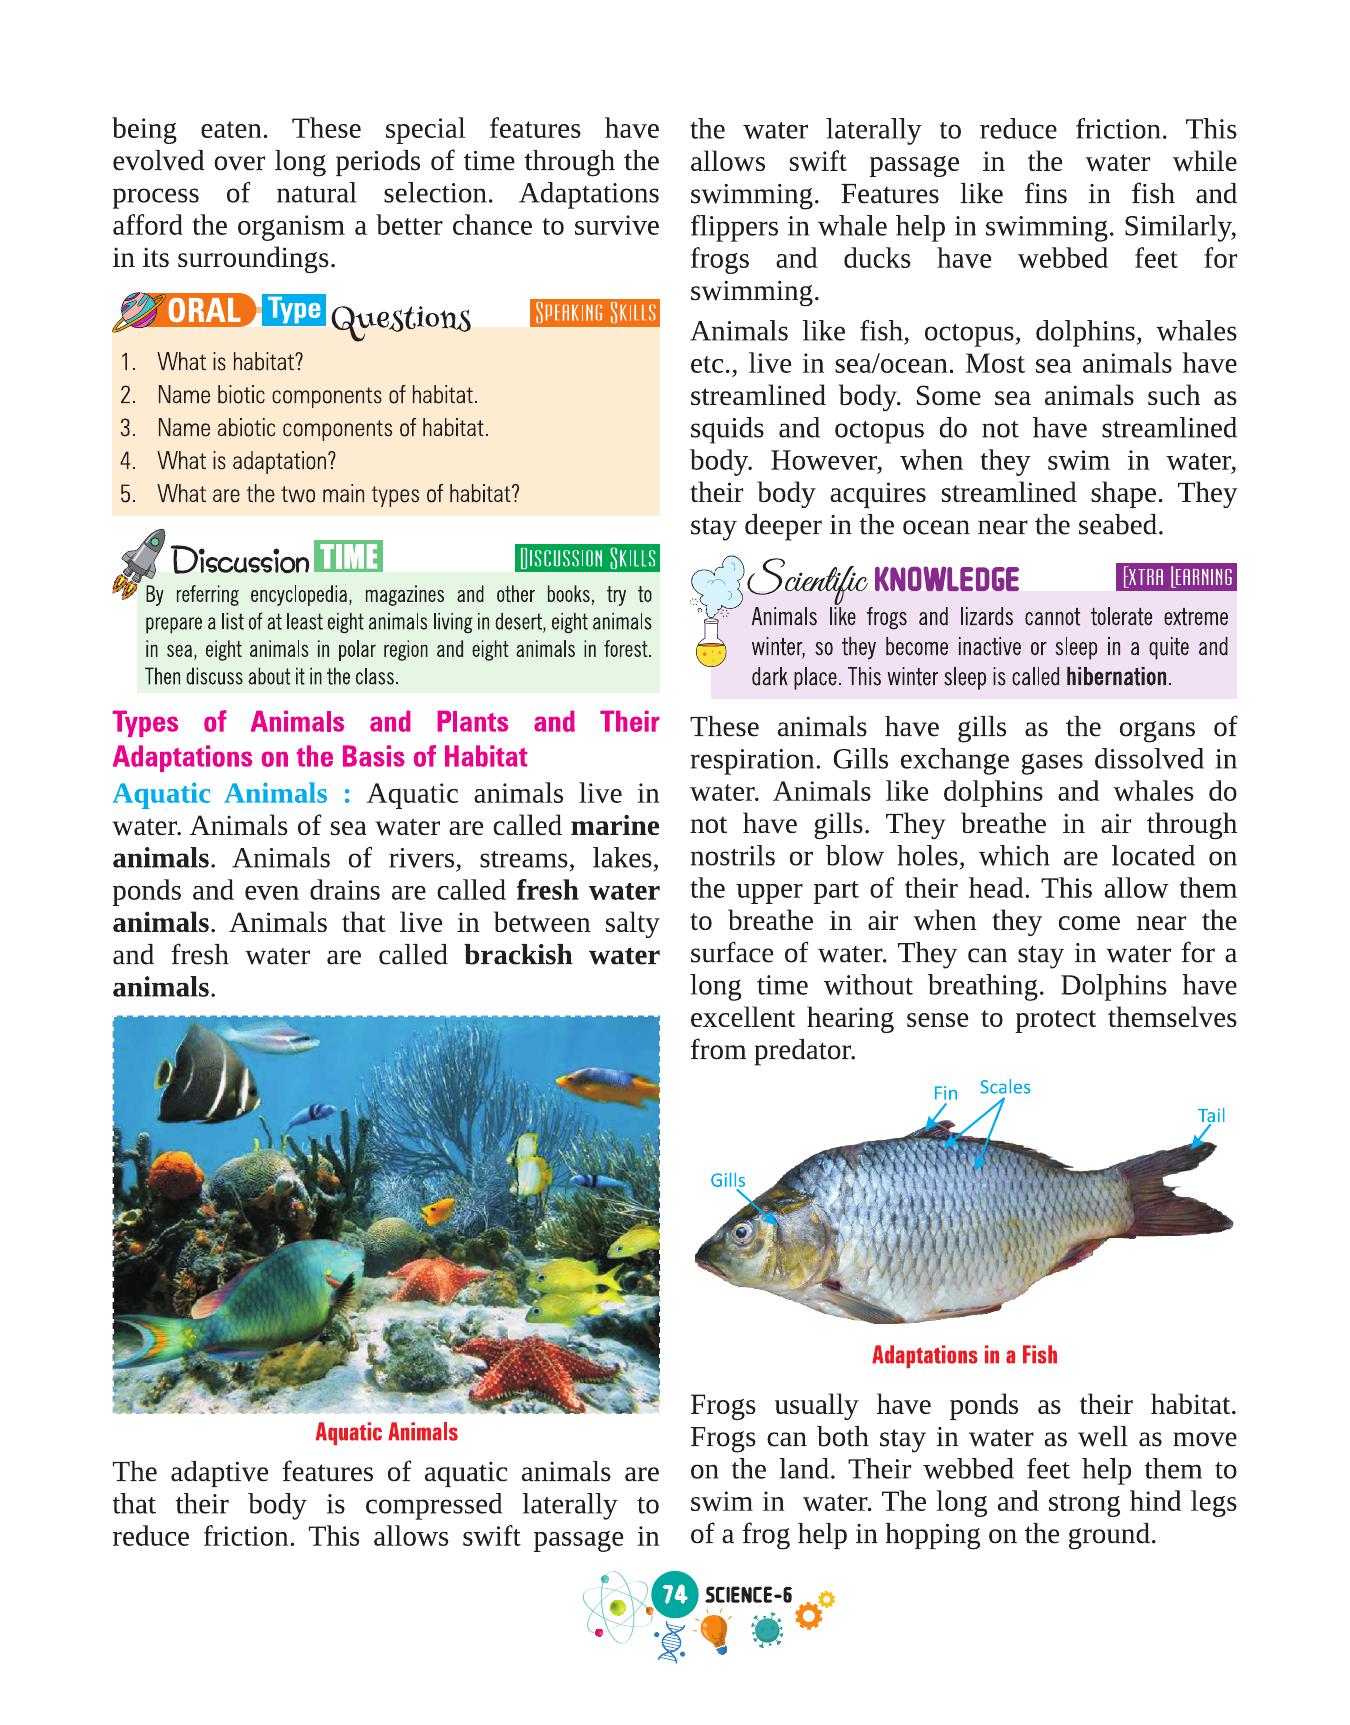 being eaten. These special features have
evolved over long periods of time through the
process of natural selection. Adaptations
afford the organism a better chance to survive
in its surroundings.
ORAL Type Questions SPEAKING SKILLS
1. What is habitat?
2. Name biotic components of habitat.
3. Name abiotic components of habitat.
4. What is adaptation?
5. What are the two main types of habitat?
Discussion TIME DISCUSSION SKILLS
By referring encyclopedia, magazines and other books, try to
prepare a list of at least eight animals living in desert, eight animals
in sea, eight animals in polar region and eight animals in forest.
Then discuss about it in the class.
Types of Animals and Plants and Their
Adaptations on the Basis of Habitat
Aquatic Animals : Aquatic animals live in
water. Animals of sea water are called marine
animals. Animals of rivers, streams, lakes,
ponds and even drains are called fresh water
animals. Animals that live in between salty
and fresh water are called brackish water
animals.
Aquatic Animals
The adaptive features of aquatic animals are
that their body is compressed laterally to
reduce friction. This allows swift passage in
the water laterally to reduce friction. This
allows swift passage in the water while
swimming. Features like fins in fish and
flippers in whale help in swimming. Similarly,
frogs and ducks have webbed feet for
swimming.
Animals like fish, octopus, dolphins, whales
etc., live in sea/ocean. Most sea animals have
streamlined body. Some sea animals such as
squids and octopus do not have streamlined
body. However, when they swim in water,
their body acquires streamlined shape. They
stay deeper in the ocean near the seabed.
Scientific KNOWLEDGE EXTRA LEARNING
Animals like frogs and lizards cannot tolerate extreme
winter, so they become inactive or sleep in a quite and
dark place. This winter sleep is called hibernation.
These animals have gills as the organs of
respiration. Gills exchange gases dissolved in
water. Animals like dolphins and whales do
not have gills. They breathe in air through
nostrils or blow holes, which are located on
the upper part of their head. This allow them
to breathe in air when they come near the
surface of water. They can stay in water for a
long time without breathing. Dolphins have
excellent hearing sense to protect themselves
from predator.
Fin Scales
Tail
Gills
Adaptations in a Fish
Frogs usually have ponds as their habitat.
Frogs can both stay in water as well as move
on the land. Their webbed feet help them to
swim in water. The long and strong hind legs
of a frog help in hopping on the ground.
74 SCIENCE-6